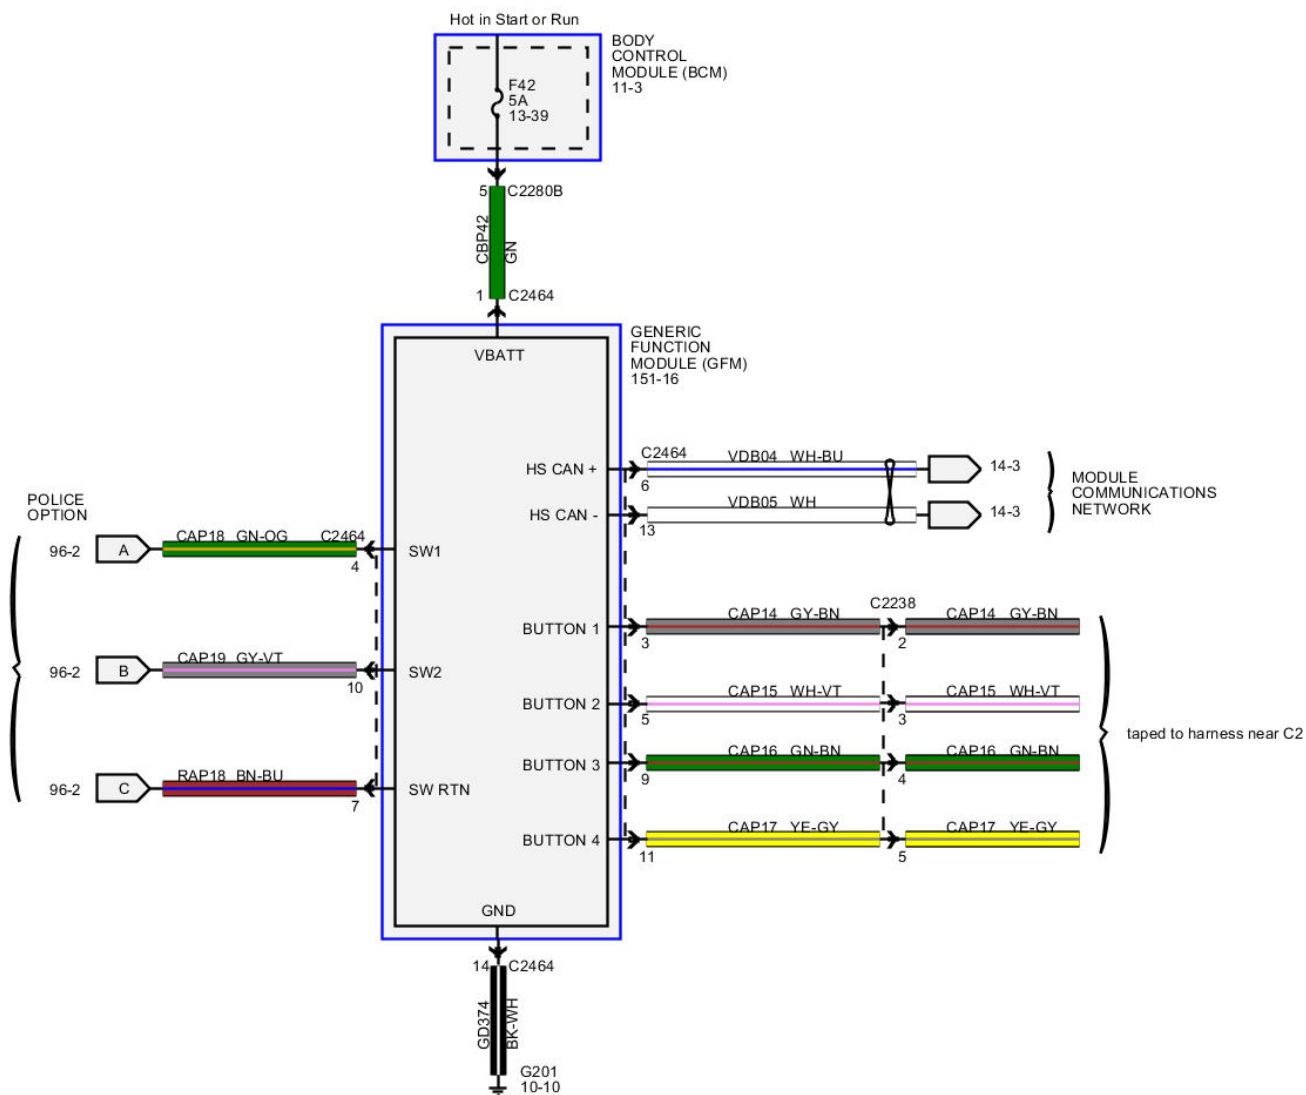 Hot in Start or Run
BODY
CONTROL
MODULE (BCM)
11-3
F42
5A
13-39
5 C2280B
CBP42
GN
1 C2464
GENERIC
FUNCTION
MODULE (GFM)
151-16
VBATT
HS CAN +
C2464
6
VDB04 WH-BU
14-3
HS CAN -
13
VDB05 WH
14-3
MODULE
COMMUNICATIONS
NETWORK
POLICE
OPTION
96-2
A
CAP18 GN-OG
C2464
4
SW1
96-2
B
CAP19 GY-VT
10
SW2
96-2
C
RAP18 BN-BU
7
SW RTN
BUTTON 1
3
CAP14 GY-BN
C2238
2
CAP14 GY-BN
BUTTON 2
5
CAP15 WH-VT
3
CAP15 WH-VT
BUTTON 3
9
CAP16 GN-BN
4
CAP16 GN-BN
BUTTON 4
11
CAP17 YE-GY
5
CAP17 YE-GY
taped to harness near C2
GND
14 C2464
GD374
BK-WH
G201
10-10